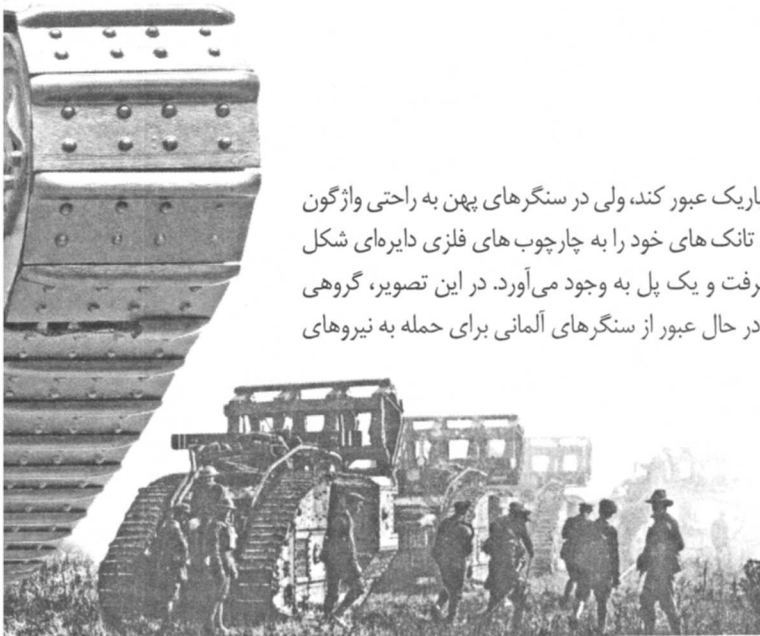 باریک عبور کند، ولی در سنگرهای پهن به راحتی واژگون
تانک های خود را به چارچوب های فلزی دایره‌ای شکل
و یک پل به وجود می‌آورد. در این تصویر، گروهی
در حال عبور از سنگرهای آلمانی برای حمله به نیروهای